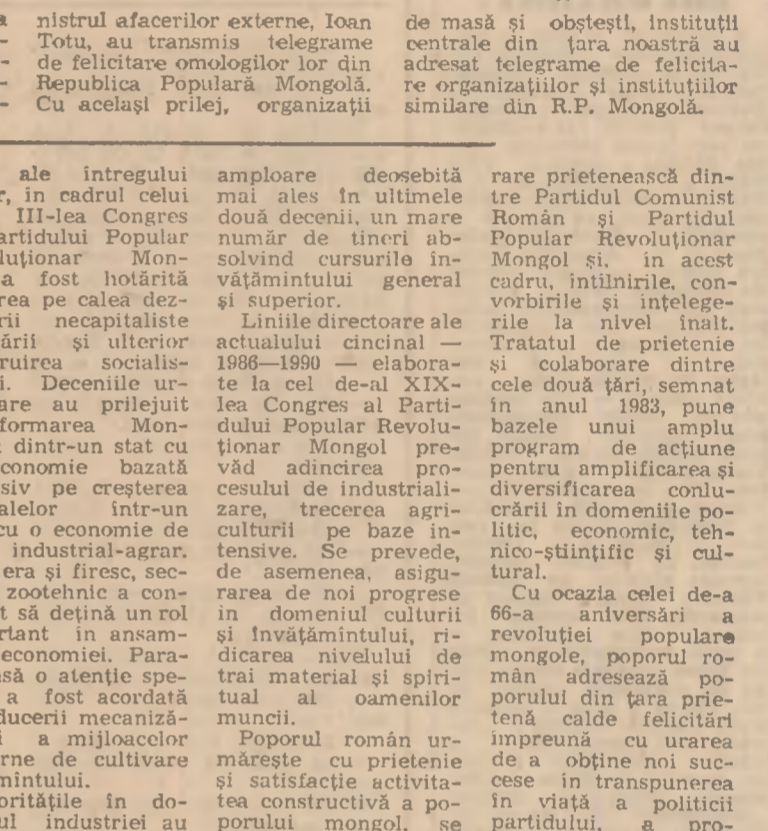 nistrul afacerilor externe, Ioan
Totu, au transmis telegrame
de felicitare omologilor lor din
Republica Populară Mongolă.
Cu același prilej, organizații
de masă și obștești, instituții
centrale din țara noastră au
adresat telegrame de felicita-
re organizațiilor și instituțiilor
similare din R.P. Mongolă.
ale întregului
în cadrul celui
III-lea Congres
artidului Popular
luționar Mon-
a fost hotărîtă
rea pe calea dez-
rii necapitaliste
ării și ulterior
ruirea socialis-
i. Deceniile ur-
are au prilejuit
formarea Mon-
dintr-un stat cu
conomie bazată
siv pe creșterea
alelor într-un
cu o economie de
industrial-agrar.
era și firesc, sec-
zootehnic a con-
t să dețină un rol
rtant în ansam-
economiei. Para-
să o atenție spe-
a fost acordată
ducerii mecaniză-
i a mijloacelor
rne de cultivare
mîntului.
oritățile în do-
ul industriei au
amploare deosebită
mai ales în ultimele
două decenii, un mare
număr de tineri ab-
solvind cursurile în-
vățămîntului general
și superior.
Liniile directoare ale
actualului cincinal —
1986—1990 — elabora-
te la cel de-al XIX-
lea Congres al Parti-
dului Popular Revolu-
ționar Mongol pre-
văd adîncirea pro-
cesului de industriali-
zare, trecerea agri-
culturii pe baze in-
tensive. Se prevede,
de asemenea, asigu-
rarea de noi progrese
în domeniul culturii
și învățămîntului, ri-
dicarea nivelului de
trai material și spiri-
tual al oamenilor
muncii.
Poporul român ur-
mărește cu prietenie
și satisfacție activita-
tea constructivă a po-
porului mongol, se
rare prietenească din-
tre Partidul Comunist
Român și Partidul
Popular Revoluționar
Mongol și, în acest
cadru, întîlnirile, con-
vorbirile și înțelege-
rile la nivel înalt.
Tratatul de prietenie
și colaborare dintre
cele două țări, semnat
în anul 1983, pune
bazele unui amplu
program de acțiune
pentru amplificarea și
diversificarea conlu-
crării în domeniile po-
litic, economic, teh-
nico-științific și cul-
tural.
Cu ocazia celei de-a
66-a aniversări a
revoluției populare
mongole, poporul ro-
mân adresează po-
porului din țara prie-
tenă calde felicitări
împreună cu urarea
de a obține noi suc-
cese în transpunerea
în viață a politicii
partidului, a pro-